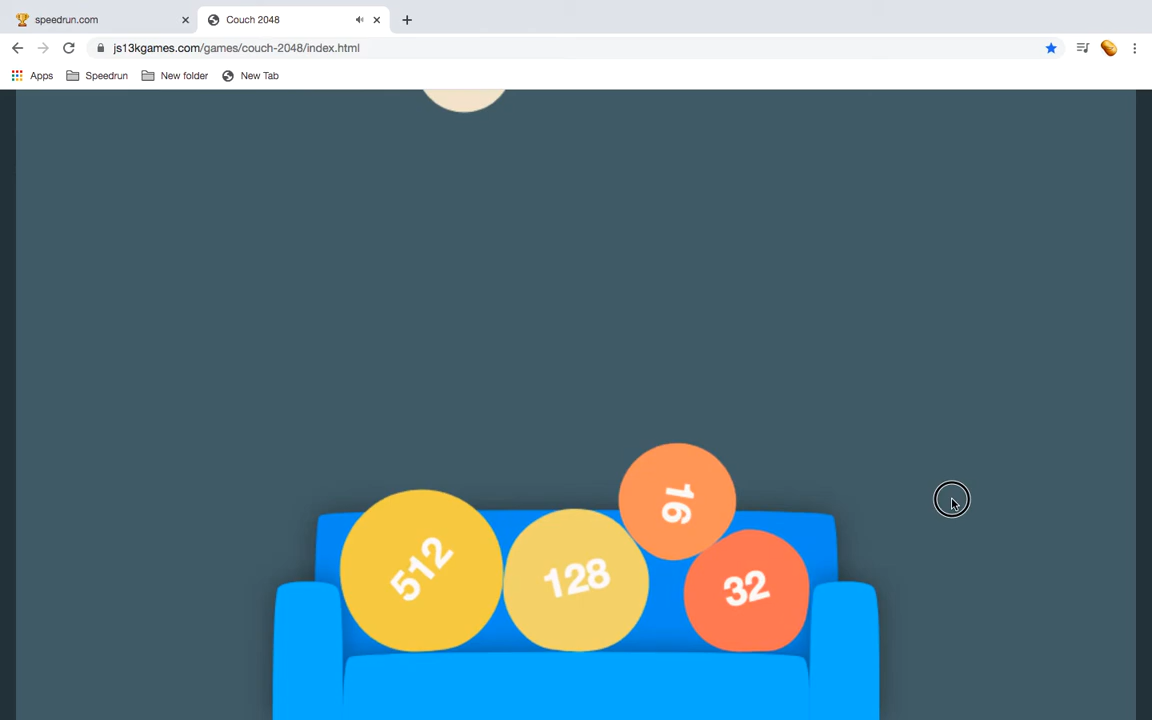 speedrun.com
Couch 2048
js13kgames.com/games/couch-2048/index.html
Apps
Speedrun
New folder
New Tab
16
512
128
32